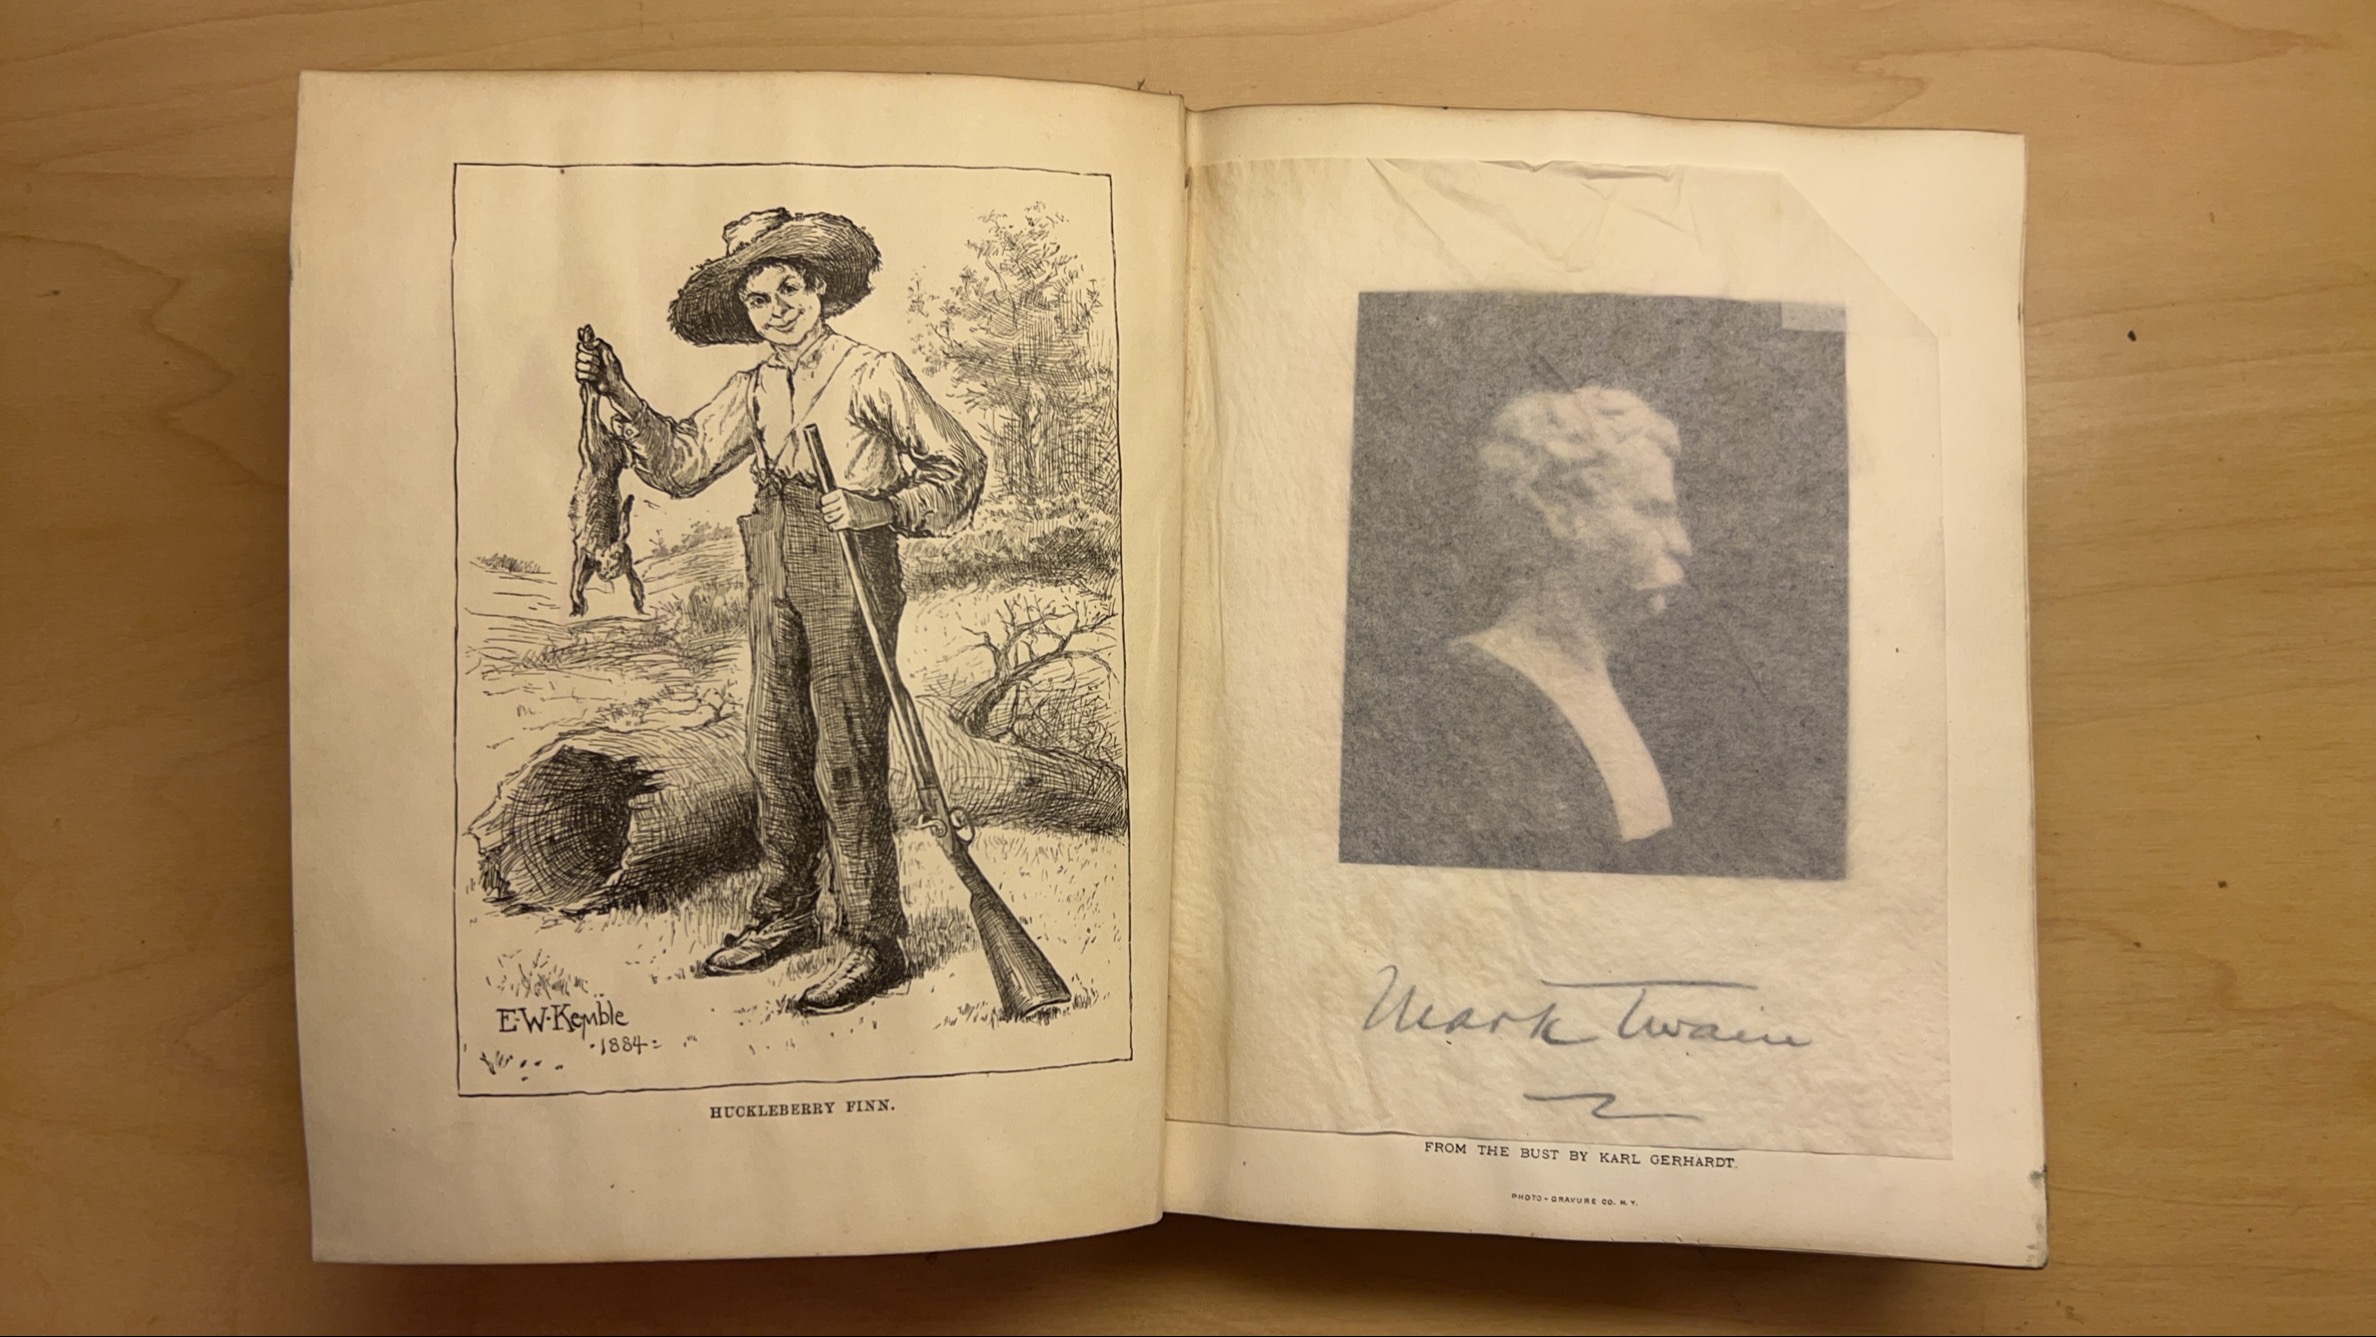 E·W·Kemble
·1884·
HUCKLEBERRY FINN.
Mark Twain
FROM THE BUST BY KARL GERHARDT.
PHOTO-GRAVURE CO. N. Y.